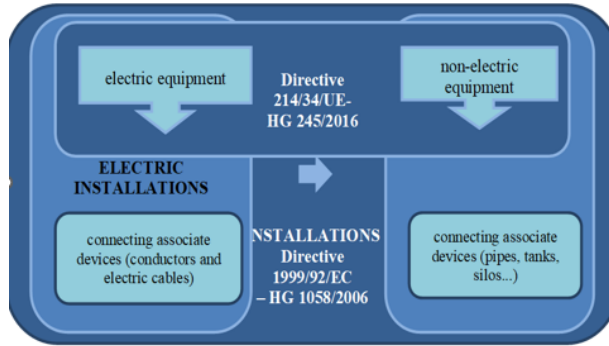 electric equipment
Directive
214/34/UE-
HG 245/2016
non-electric
equipment
ELECTRIC
INSTALLATIONS
connecting associate
devices (conductors and
electric cables)
NSTALLATIONS
Directive
1999/92/EC
– HG 1058/2006
connecting associate
devices (pipes, tanks,
silos...)